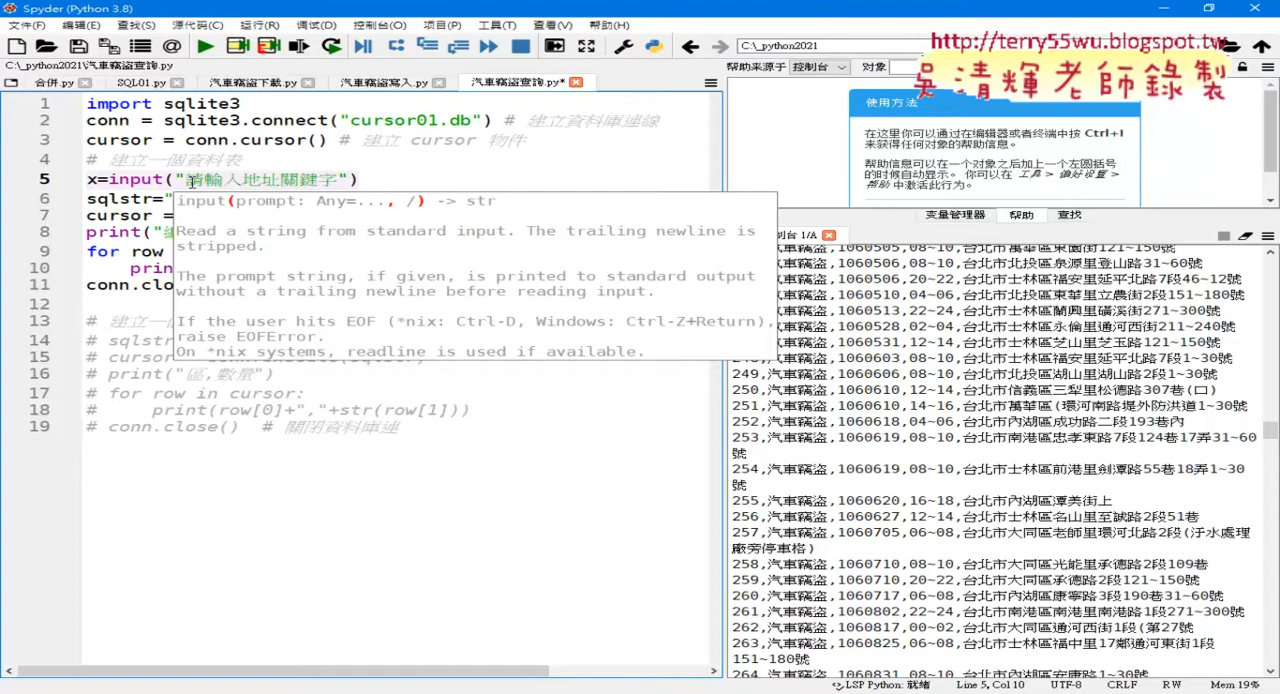 Spyder (Python 3.8)
文件(F) 编辑(E) 查找(S) 源代码(C) 运行(R) 调试(D) 控制台(O) 项目(P) 工具(T) 查看(V) 帮助(H)
C:\_python2021
http://terry55wu.blogspot.tw
吳清輝老師錄製
C:\_python2021\汽車竊盜查詢.py
帮助来源于 控制台 对象
合併.py SQL01.py 汽車竊盜下載.py 汽車竊盜寫入.py 汽車竊盜查詢.py*
1 import sqlite3
2 conn = sqlite3.connect("cursor01.db") # 建立資料庫連線
3 cursor = conn.cursor() # 建立 cursor 物件
4 # 建立一個資料表
5 x=input("請輸入地址關鍵字")
6 sqlstr="
7 cursor =
8 print("
9 for row
10 prin
11 conn.clo
12
13 # 建立一
14 # sqlstr
15 # cursor
16 # print("區,數量")
17 # for row in cursor:
18 # print(row[0]+","+str(row[1]))
19 # conn.close() # 關閉資料庫連
input(prompt: Any=..., /) -> str
Read a string from standard input. The trailing newline is
stripped.
The prompt string, if given, is printed to standard output
without a trailing newline before reading input.
If the user hits EOF (*nix: Ctrl-D, Windows: Ctrl-Z+Return),
raise EOFError.
On *nix systems, readline is used if available.
使用方法
在这里你可以通过在编辑器或者终端中按 Ctrl+I
来获得任何对象的帮助信息。
帮助信息可以在一个对象之后加上一个左圆括号
的时候自动显示。 你可以在 工具 > 偏好设置 >
帮助 中激活此行为。
变量管理器 帮助 查找
制台 1/A
,汽車竊盜,1060505,08~10,台北市萬華區東園街121~150號
,汽車竊盜,1060506,08~10,台北市北投區泉源里登山路31~60號
,汽車竊盜,1060506,20~22,台北市士林區福安里延平北路7段46~12號
,汽車竊盜,1060510,04~06,台北市北投區東華里立農街2段151~180號
,汽車竊盜,1060513,22~24,台北市士林區蘭興里磺溪街271~300號
,汽車竊盜,1060528,02~04,台北市士林區永倫里通河西街211~240號
,汽車竊盜,1060531,12~14,台北市士林區芝山里芝玉路121~150號
,汽車竊盜,1060603,08~10,台北市士林區福安里延平北路7段1~30號
249,汽車竊盜,1060606,08~10,台北市北投區湖山里湖山路2段1~30號
250,汽車竊盜,1060610,12~14,台北市信義區三犁里松德路307巷(口)
251,汽車竊盜,1060610,14~16,台北市萬華區(環河南路堤外防洪道1~30號
252,汽車竊盜,1060618,04~06,台北市內湖區成功路二段193巷內
253,汽車竊盜,1060619,08~10,台北市南港區忠孝東路7段124巷17弄31~60
號
254,汽車竊盜,1060619,08~10,台北市士林區前港里劍潭路55巷18弄1~30
號
255,汽車竊盜,1060620,16~18,台北市內湖區潭美街上
256,汽車竊盜,1060627,12~14,台北市士林區名山里至誠路2段51巷
257,汽車竊盜,1060705,06~08,台北市大同區老師里環河北路2段(汙水處理
廠旁停車格)
258,汽車竊盜,1060710,08~10,台北市大同區光能里承德路2段109巷
259,汽車竊盜,1060710,20~22,台北市大同區承德路2段121~150號
260,汽車竊盜,1060717,06~08,台北市內湖區康寧路3段190巷31~60號
261,汽車竊盜,1060802,22~24,台北市南港區南港里南港路1段271~300號
262,汽車竊盜,1060817,00~02,台北市大同區通河西街1段(第27號
263,汽車竊盜,1060825,06~08,台北市士林區福中里17鄰通河東街1段
151~180號
264,汽車竊盜,1060831,08~10,台北市內湖區安康路1~30號
LSP Python: 就绪 Line 5, Col 10 UTF-8 CRLF RW Mem 19%